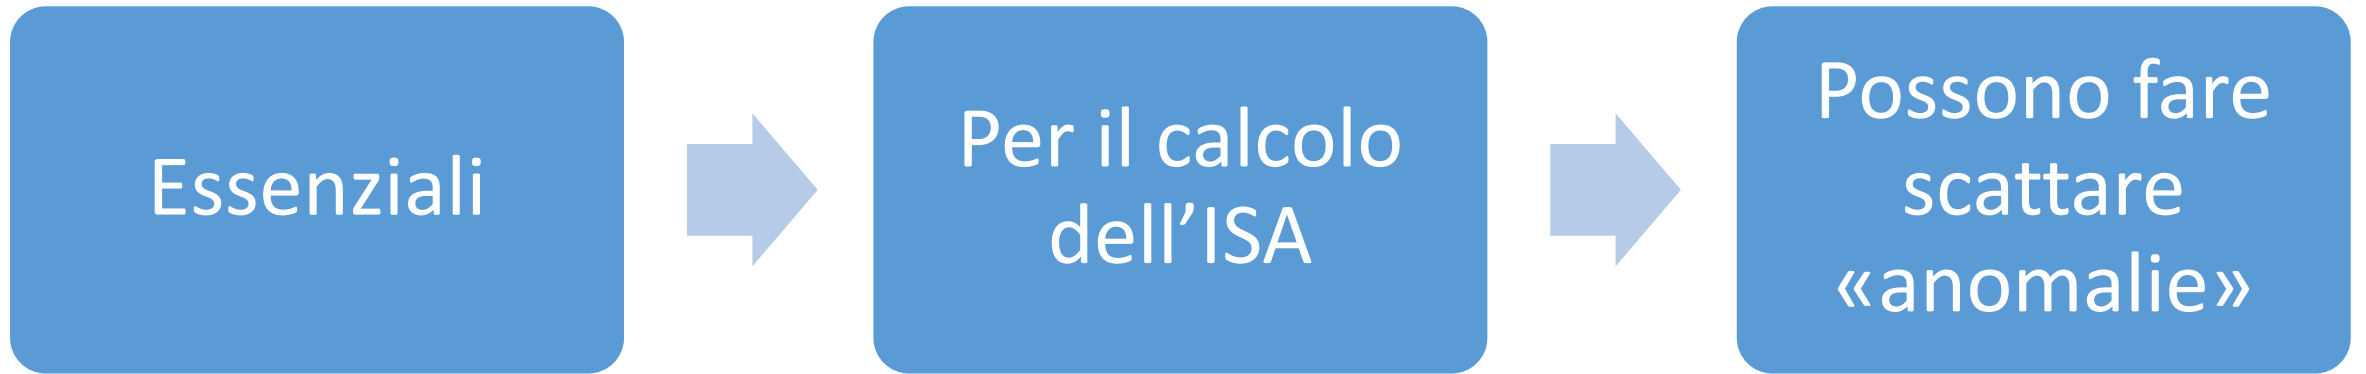 Essenziali
Per il calcolo
dell’ISA
Possono fare
scattare
«anomalie»